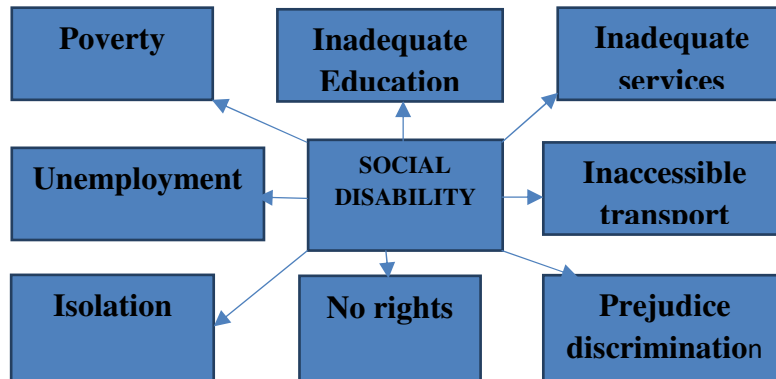 Poverty
Inadequate
Education
Inadequate
services
Unemployment
SOCIAL
DISABILITY
Inaccessible
transport
Isolation
No rights
Prejudice
discrimination